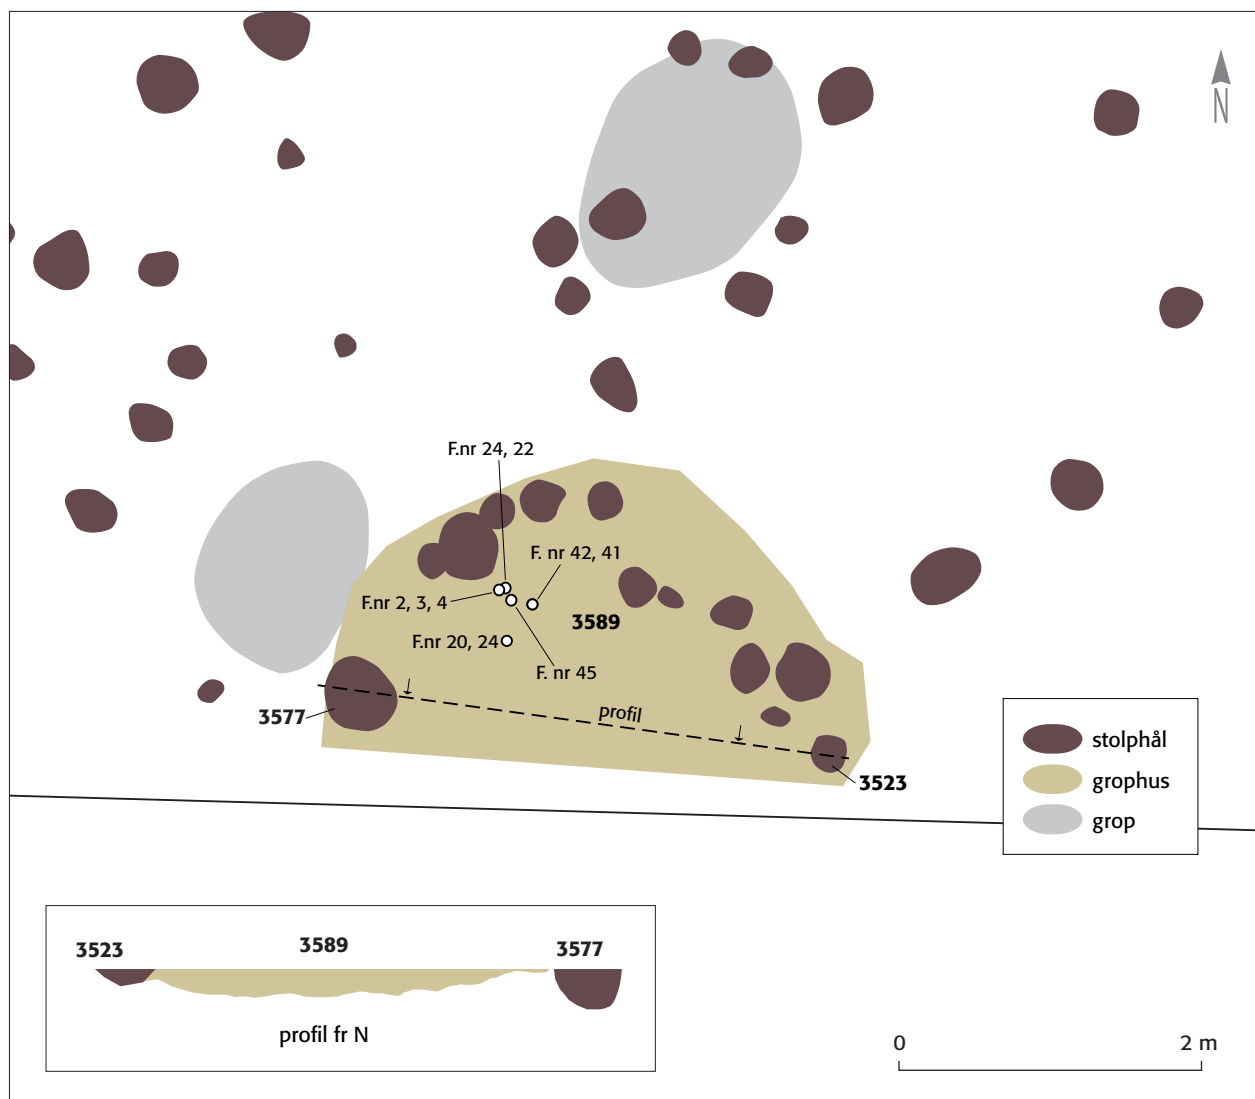 N
F.nr 24, 22
F. nr 42, 41
F.nr 2, 3, 4
3589
F.nr 20, 24
F. nr 45
3577
profil
3523
stolphål
grophus
grop
3523
3589
3577
profil fr N
0
2 m